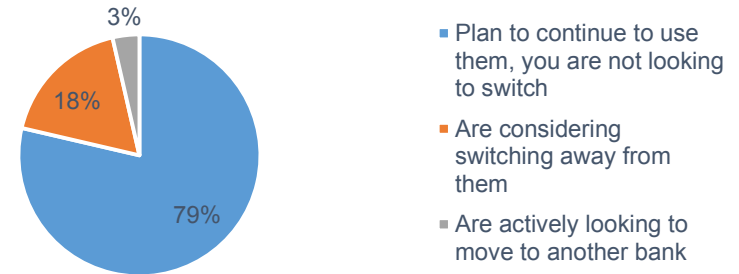 3%
18%
79%
Plan to continue to use
them, you are not looking
to switch
Are considering
switching away from
them
Are actively looking to
move to another bank